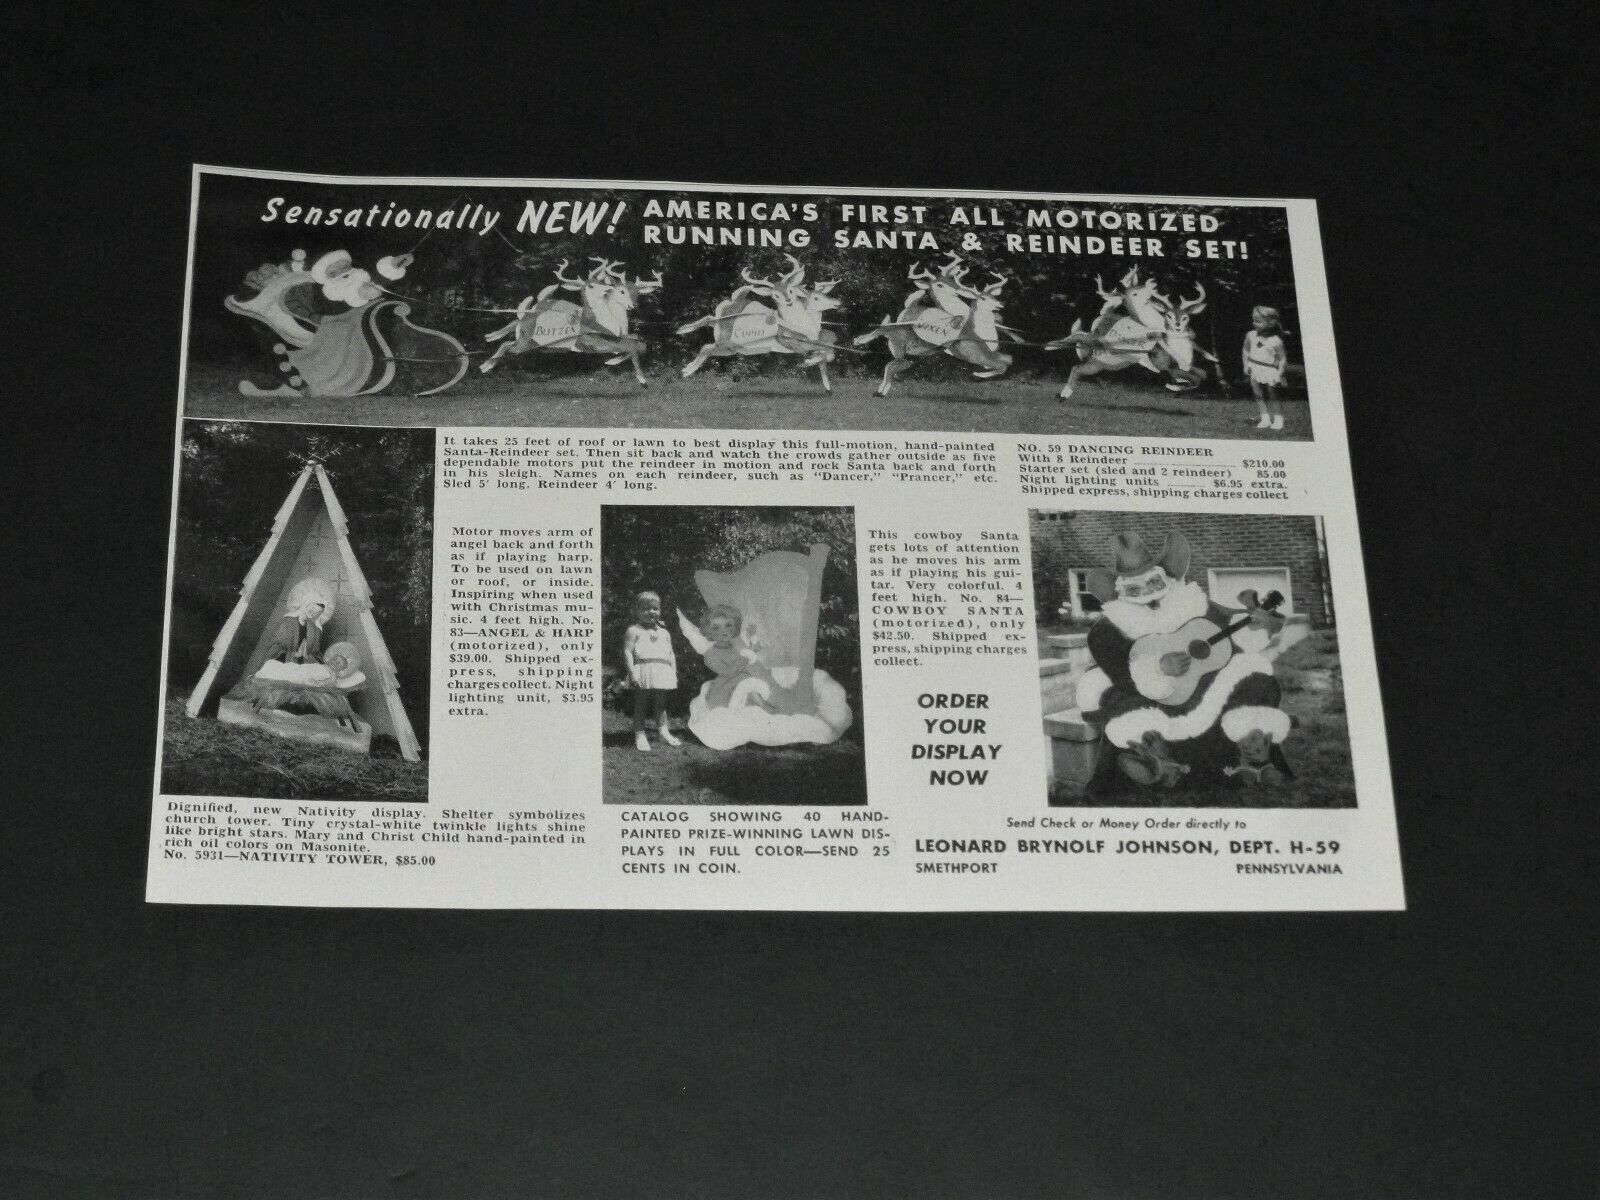 Sensationally NEW!
AMERICA'S FIRST ALL MOTORIZED
RUNNING SANTA & REINDEER SET!
BLITZEN
CUPID
VIXEN
It takes 25 feet of roof or lawn to best display this full-motion, hand-painted
Santa-Reindeer set. Then sit back and watch the crowds gather outside as five
dependable motors put the reindeer in motion and rock Santa back and forth
in his sleigh. Names on each reindeer, such as "Dancer," "Prancer," etc.
Sled 5' long. Reindeer 4' long.
NO. 59 DANCING REINDEER
With 8 Reindeer $210.00
Starter set (sled and 2 reindeer) 85.00
Night lighting units $6.95 extra.
Shipped express, shipping charges collect
Motor moves arm of
angel back and forth
as if playing harp.
To be used on lawn
or roof, or inside.
Inspiring when used
with Christmas mu-
sic. 4 feet high. No.
83—ANGEL & HARP
(motorized), only
$39.00. Shipped ex-
press, shipping
charges collect. Night
lighting unit, $3.95
extra.
This cowboy Santa
gets lots of attention
as he moves his arm
as if playing his gui-
tar. Very colorful. 4
feet high. No. 84—
COWBOY SANTA
(motorized), only
$42.50. Shipped ex-
press, shipping charges
collect.
ORDER
YOUR
DISPLAY
NOW
Dignified, new Nativity display. Shelter symbolizes
church tower. Tiny crystal-white twinkle lights shine
like bright stars. Mary and Christ Child hand-painted in
rich oil colors on Masonite.
No. 5931—NATIVITY TOWER, $85.00
CATALOG SHOWING 40 HAND-
PAINTED PRIZE-WINNING LAWN DIS-
PLAYS IN FULL COLOR—SEND 25
CENTS IN COIN.
Send Check or Money Order directly to
LEONARD BRYNOLF JOHNSON, DEPT. H-59
SMETHPORT PENNSYLVANIA